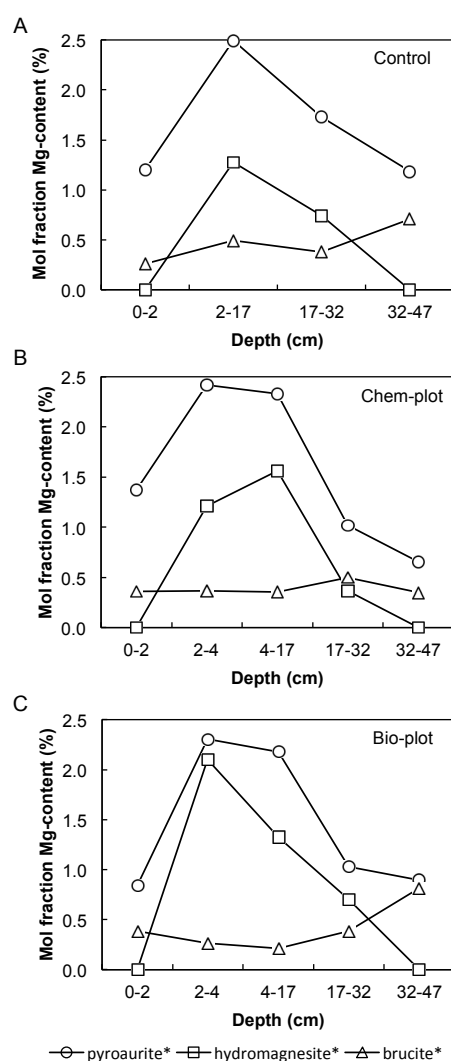 A
Control
2.5
2.0
1.5
1.0
0.5
0.0
Mol fraction Mg-content (%)
0-2 2-17 17-32 32-47
Depth (cm)
B
Chem-plot
2.5
2.0
1.5
1.0
0.5
0.0
Mol fraction Mg-content (%)
0-2 2-4 4-17 17-32 32-47
Depth (cm)
C
Bio-plot
2.5
2.0
1.5
1.0
0.5
0.0
Mol fraction Mg-content (%)
0-2 2-4 4-17 17-32 32-47
Depth (cm)
pyroaurite* hydromagnesite* brucite*